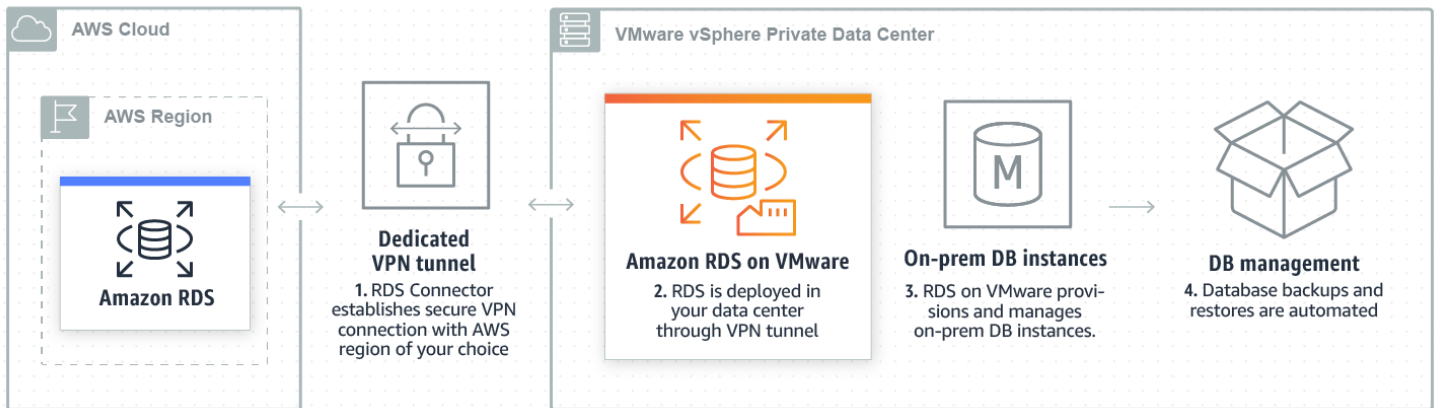 AWS Cloud
VMware vSphere Private Data Center
AWS Region
Amazon RDS
Dedicated
VPN tunnel
1. RDS Connector
establishes secure VPN
connection with AWS
region of your choice
Amazon RDS on VMware
2. RDS is deployed in
your data center
through VPN tunnel
M
On-prem DB instances
3. RDS on VMware provi-
sions and manages
on-prem DB instances.
DB management
4. Database backups and
restores are automated